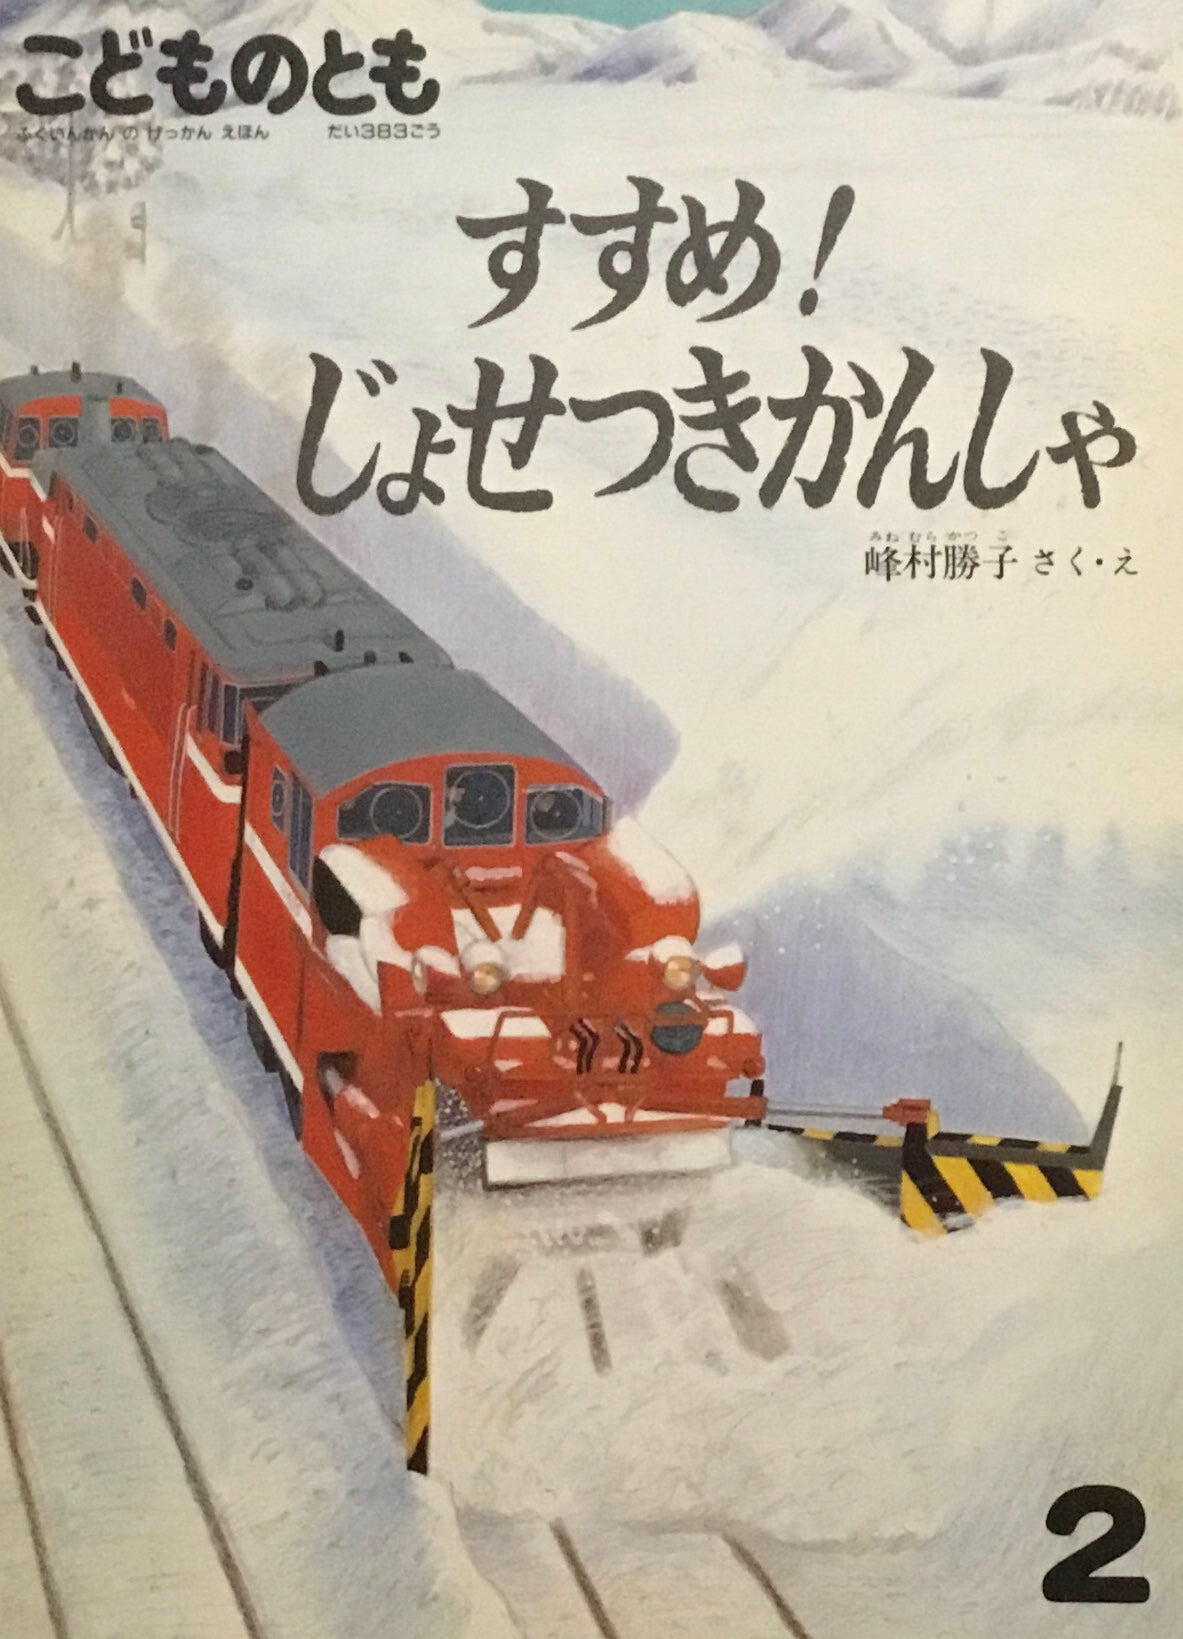 こどものとも
ふくいんかん の げっかん えほん　だい383ごう
すすめ！
じょせつきかんしゃ
みね むら かつ こ
峰村勝子 さく・え
2